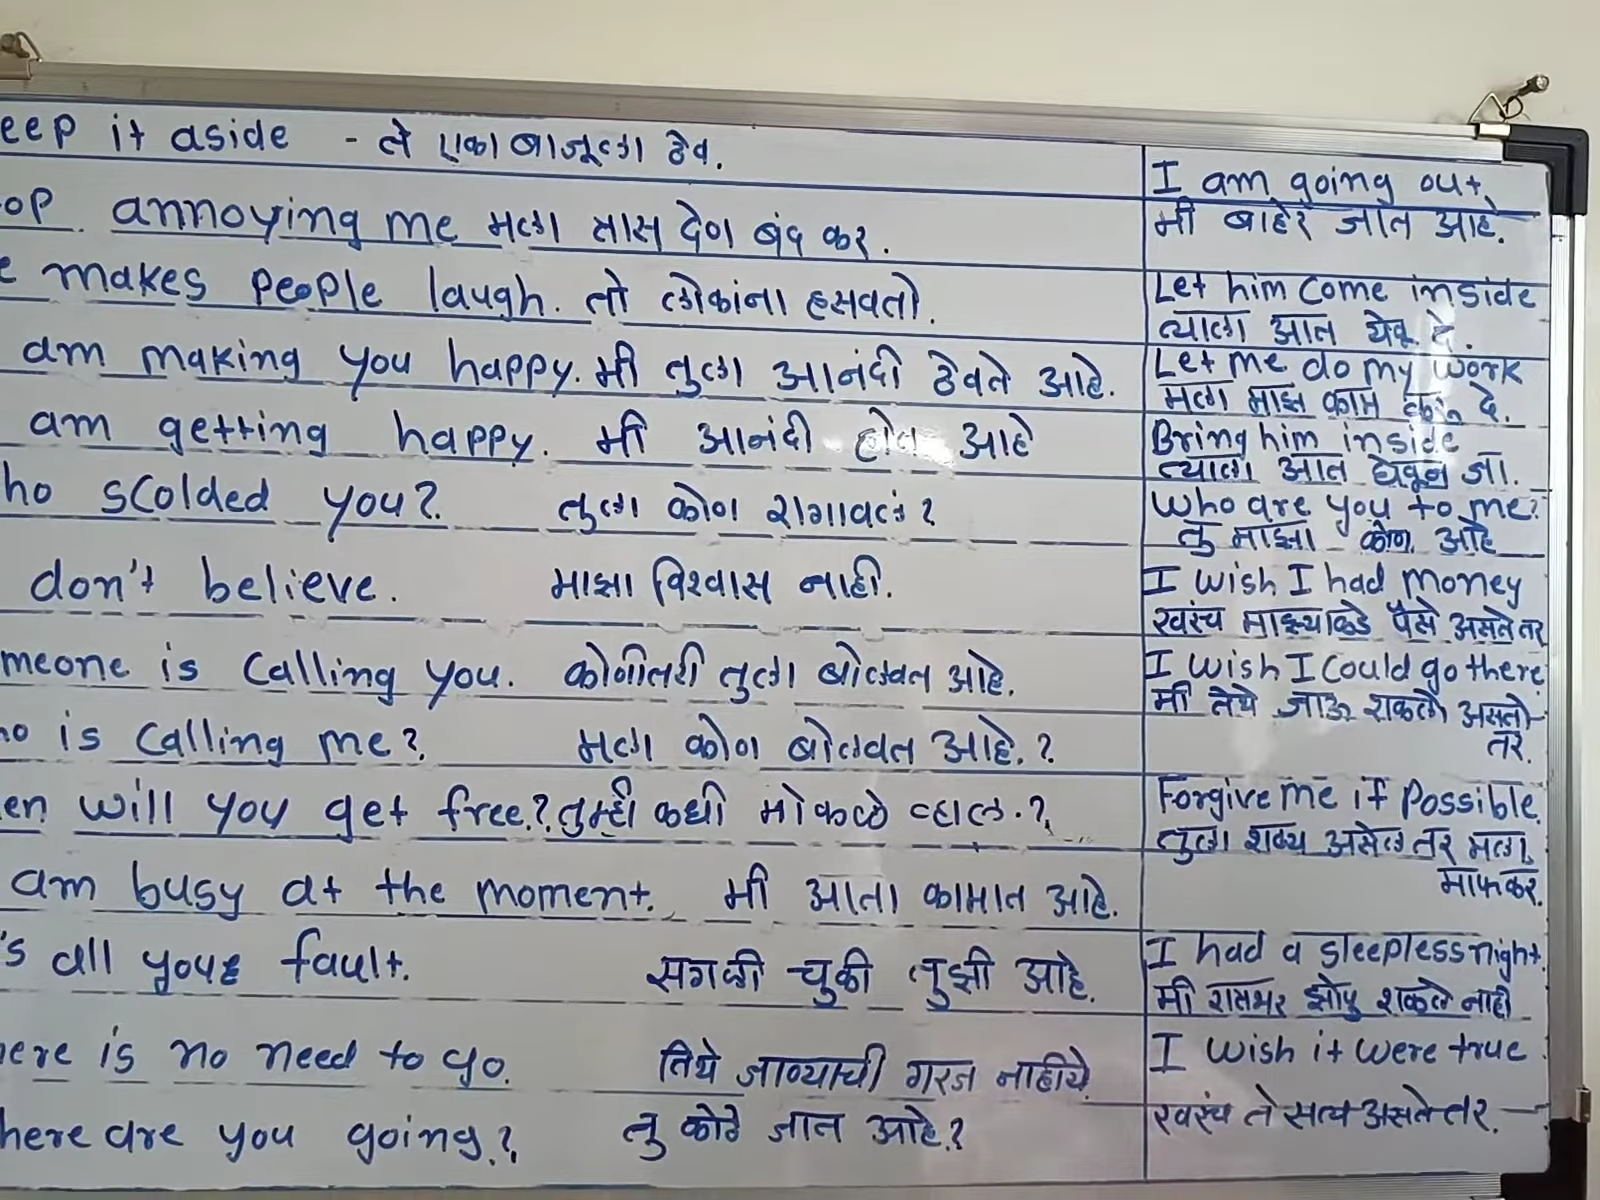 eep it aside - ते एका बाजूला ठेव.
op annoying me मला त्रास देणं बंद कर.
e makes people laugh. तो लोकांना हसवतो.
am making you happy. मी तुला आनंदी ठेवते आहे.
am getting happy. मी आनंदी होत आहे
ho scolded you? तुला कोण रागावलं?
don't believe. माझा विश्वास नाही.
meone is calling you. कोणीतरी तुला बोलवत आहे.
ho is calling me? मला कोण बोलवत आहे.?
en will you get free.? तुम्ही कधी मोकळे व्हाल.?
am busy at the moment. मी आता कामात आहे.
's all your fault. सगळी चुकी तुझी आहे.
here is no need to go. तिथे जाण्याची गरज नाहीये
here are you going.? तु कोठे जात आहे.?
I am going out.
मी बाहेर जात आहे.
Let him come inside
त्याला आत येवू दे.
Let me do my work
मला माझ काम करू दे.
Bring him inside
त्याला आत घेवून जा.
Who are you to me?
तु माझा कोण आहे
I wish I had money
खरंच माझ्याकडे पैसे असते तर
I wish I could go there
मी तेथे जाऊ शकलो असतो
तर.
Forgive me if possible.
तुला शक्य असेल तर मला
माफ कर.
I had a sleepless night.
मी रात्रभर झोपु शकले नाही
I wish it were true
खरंच ते सत्य असते तर.